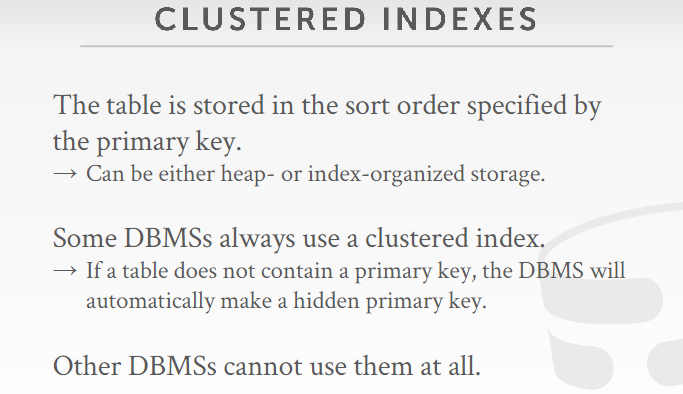 CLUSTERED INDEXES
The table is stored in the sort order specified by
the primary key.
→ Can be either heap- or index-organized storage.
Some DBMSs always use a clustered index.
→ If a table does not contain a primary key, the DBMS will
automatically make a hidden primary key.
Other DBMSs cannot use them at all.